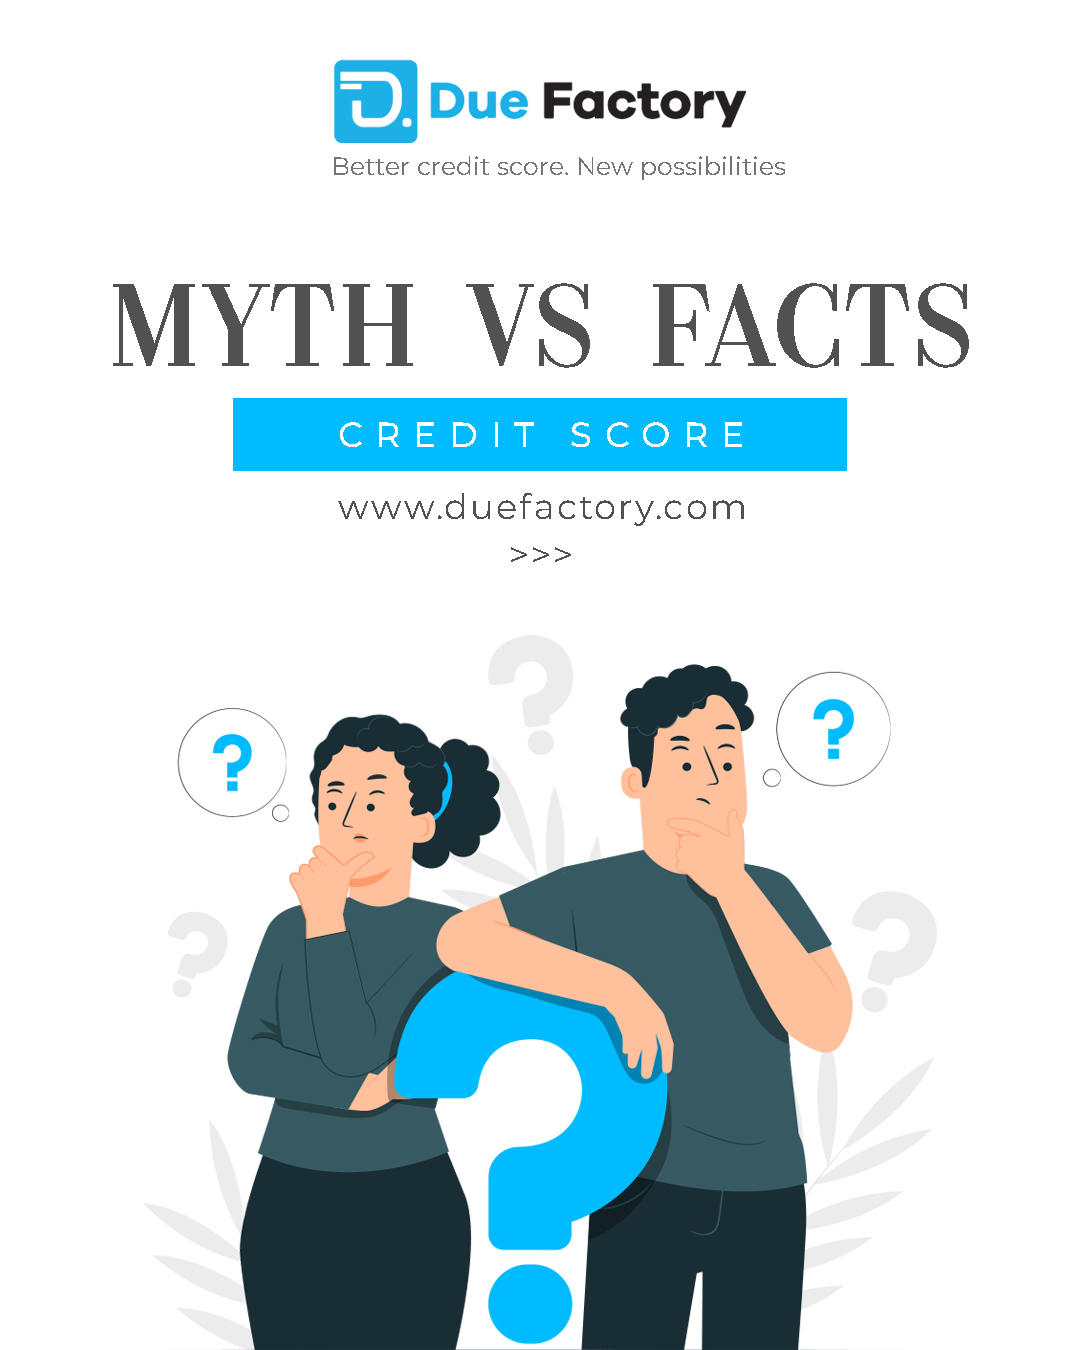 Due Factory
Better credit score. New possibilities
MYTH VS FACTS
CREDIT SCORE
www.duefactory.com
>>>
?
?
?
?
?
?